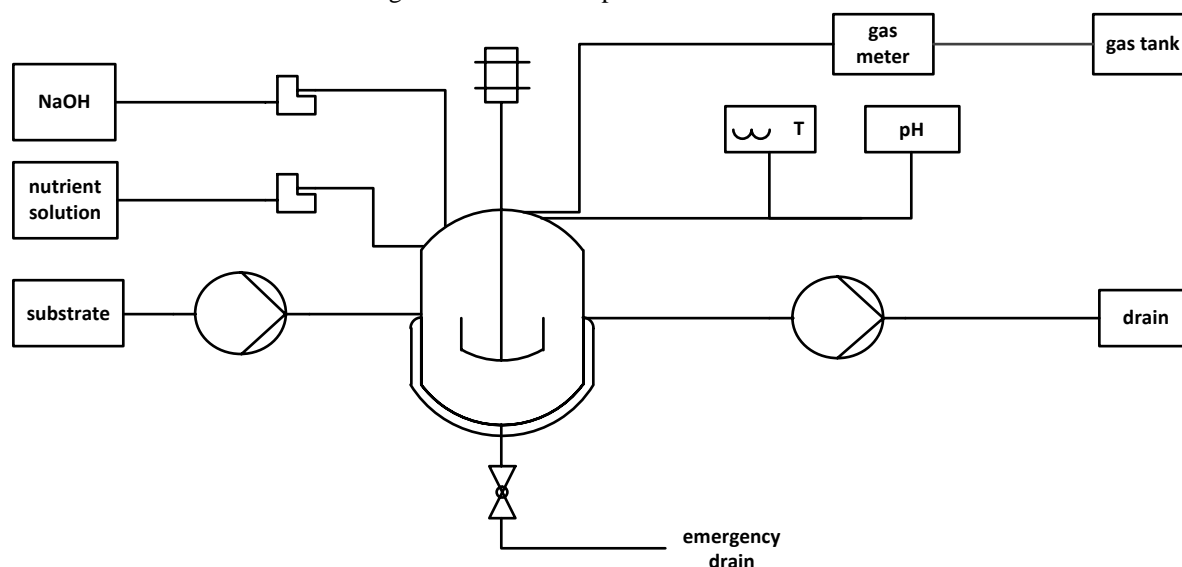 gas
meter
gas tank
NaOH
T
pH
nutrient
solution
substrate
drain
emergency
drain